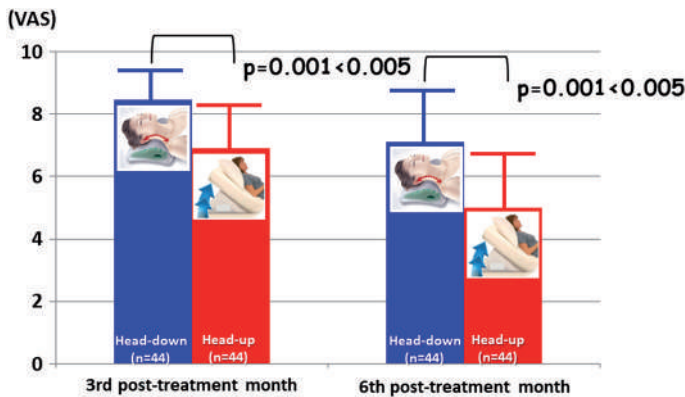 (VAS)
10
8
6
4
2
0
p=0.001<0.005
p=0.001<0.005
Head-down
(n=44)
Head-up
(n=44)
Head-down
(n=44)
Head-up
(n=44)
3rd post-treatment month
6th post-treatment month